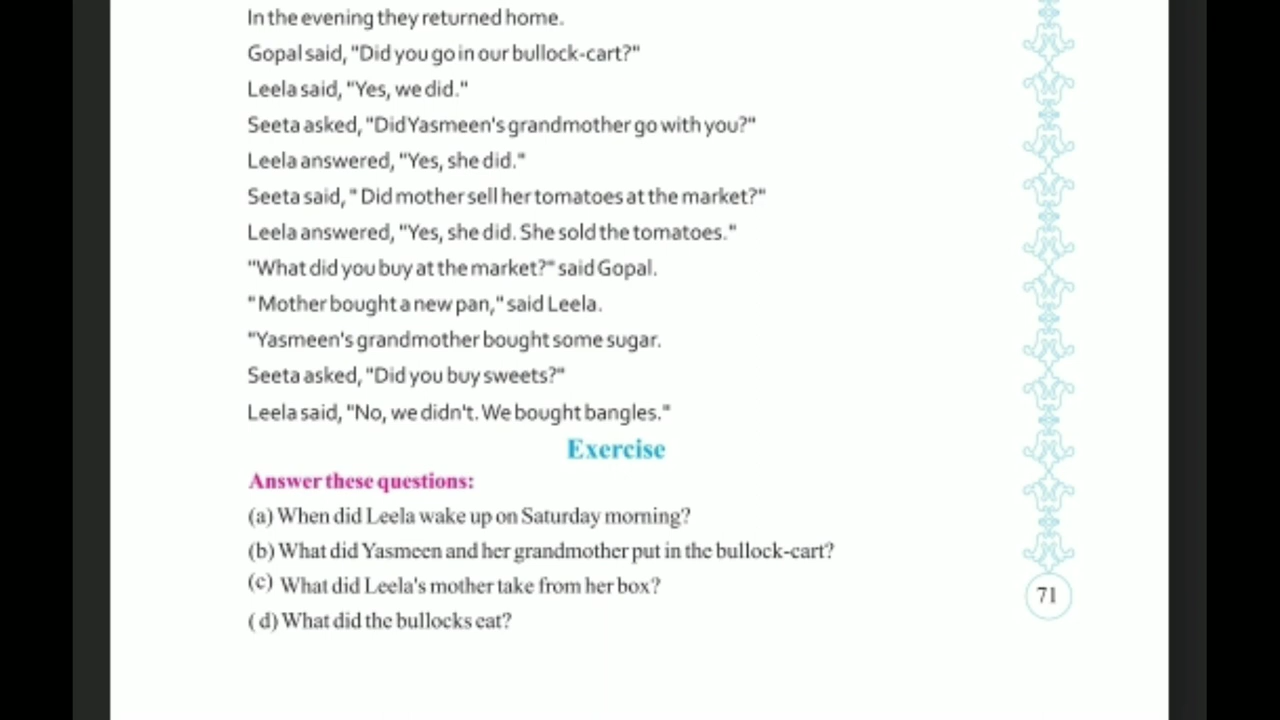 In the evening they returned home.
Gopal said, "Did you go in our bullock-cart?"
Leela said, "Yes, we did."
Seeta asked, "Did Yasmeen's grandmother go with you?"
Leela answered, "Yes, she did."
Seeta said, " Did mother sell her tomatoes at the market?"
Leela answered, "Yes, she did. She sold the tomatoes."
"What did you buy at the market?" said Gopal.
" Mother bought a new pan," said Leela.
"Yasmeen's grandmother bought some sugar.
Seeta asked, "Did you buy sweets?"
Leela said, "No, we didn't. We bought bangles."
Exercise
Answer these questions:
(a) When did Leela wake up on Saturday morning?
(b) What did Yasmeen and her grandmother put in the bullock-cart?
(c) What did Leela's mother take from her box?
( d) What did the bullocks eat?
71